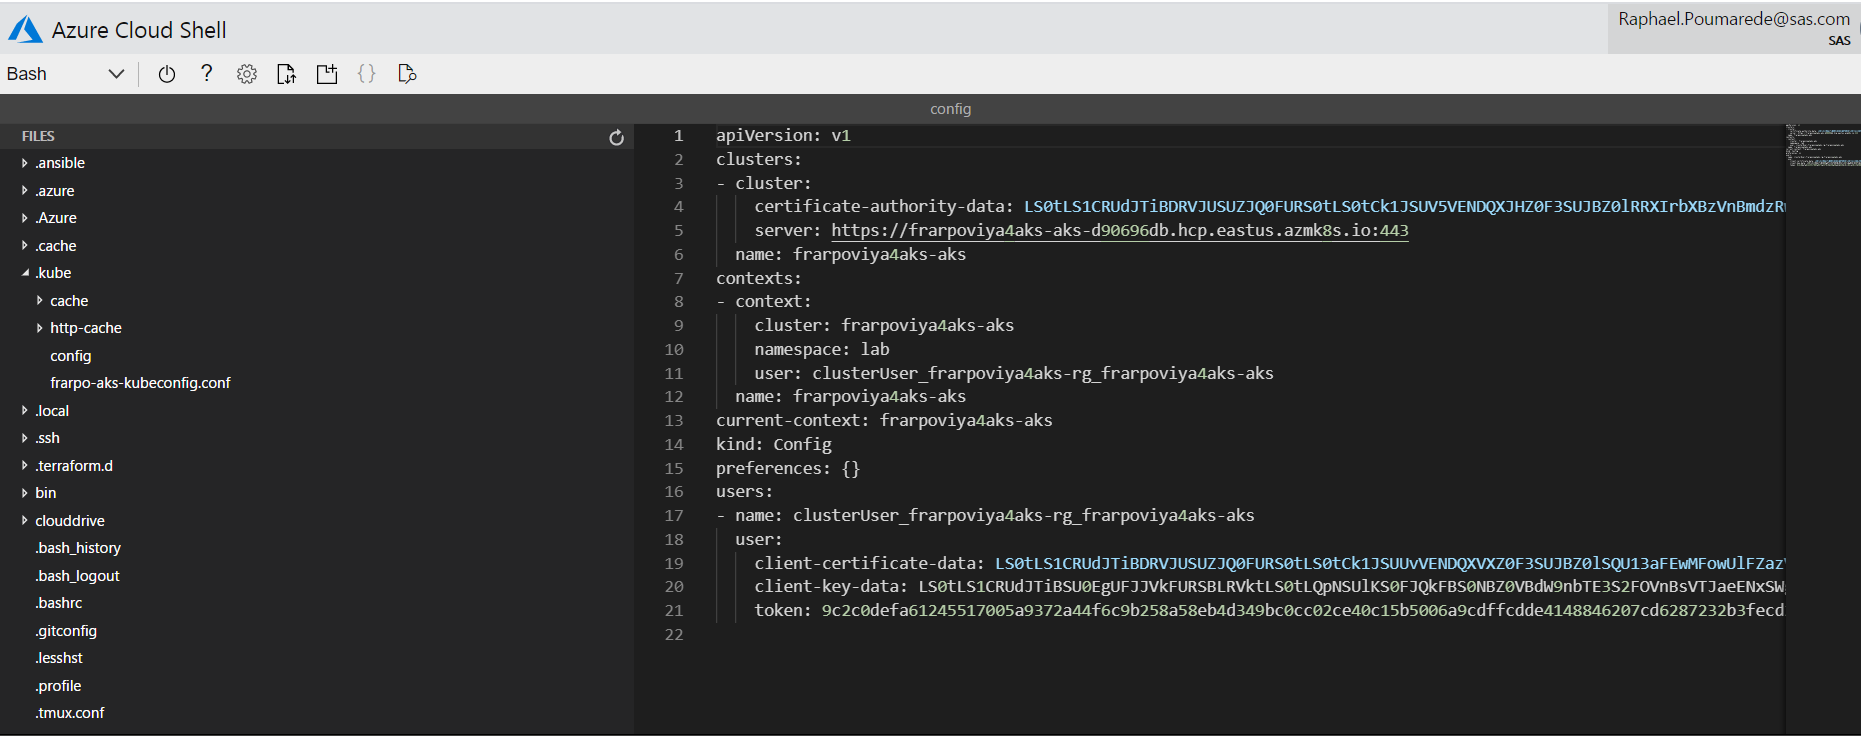 Azure Cloud Shell
Raphael.Poumarede@sas.com
SAS
Bash
?
{}
config
FILES
.ansible
.azure
.Azure
.cache
.kube
cache
http-cache
config
frarpo-aks-kubeconfig.conf
.local
.ssh
.terraform.d
bin
clouddrive
.bash_history
.bash_logout
.bashrc
.gitconfig
.lesshst
.profile
.tmux.conf
1 apiVersion: v1
2 clusters:
3 - cluster:
4 certificate-authority-data: LS0tLS1CRUdJTiBDRVJUSUZJQ0FURS0tLS0tCk1JSUV5VENDQXJHZ0F3SUJBZ0lRRXIrbXBzVnBmdzRu
5 server: https://frarpoviya4aks-aks-d90696db.hcp.eastus.azmk8s.io:443
6 name: frarpoviya4aks-aks
7 contexts:
8 - context:
9 cluster: frarpoviya4aks-aks
10 namespace: lab
11 user: clusterUser_frarpoviya4aks-rg_frarpoviya4aks-aks
12 name: frarpoviya4aks-aks
13 current-context: frarpoviya4aks-aks
14 kind: Config
15 preferences: {}
16 users:
17 - name: clusterUser_frarpoviya4aks-rg_frarpoviya4aks-aks
18 user:
19 client-certificate-data: LS0tLS1CRUdJTiBDRVJUSUZJQ0FURS0tLS0tCk1JSUUvVENDQXVXZ0F3SUJBZ0lSQU13aFEwMFowUlFZazV
20 client-key-data: LS0tLS1CRUdJTiBSU0EgUFJJVkFURSBLRVktLS0tLQpNSUlKS0FJQkFBS0NBZ0VBdW9nbTE3S2FOVnBsVTJaeENxSW
21 token: 9c2c0defa61245517005a9372a44f6c9b258a58eb4d349bc0cc02ce40c15b5006a9cdffcdde4148846207cd6287232b3fecd
22